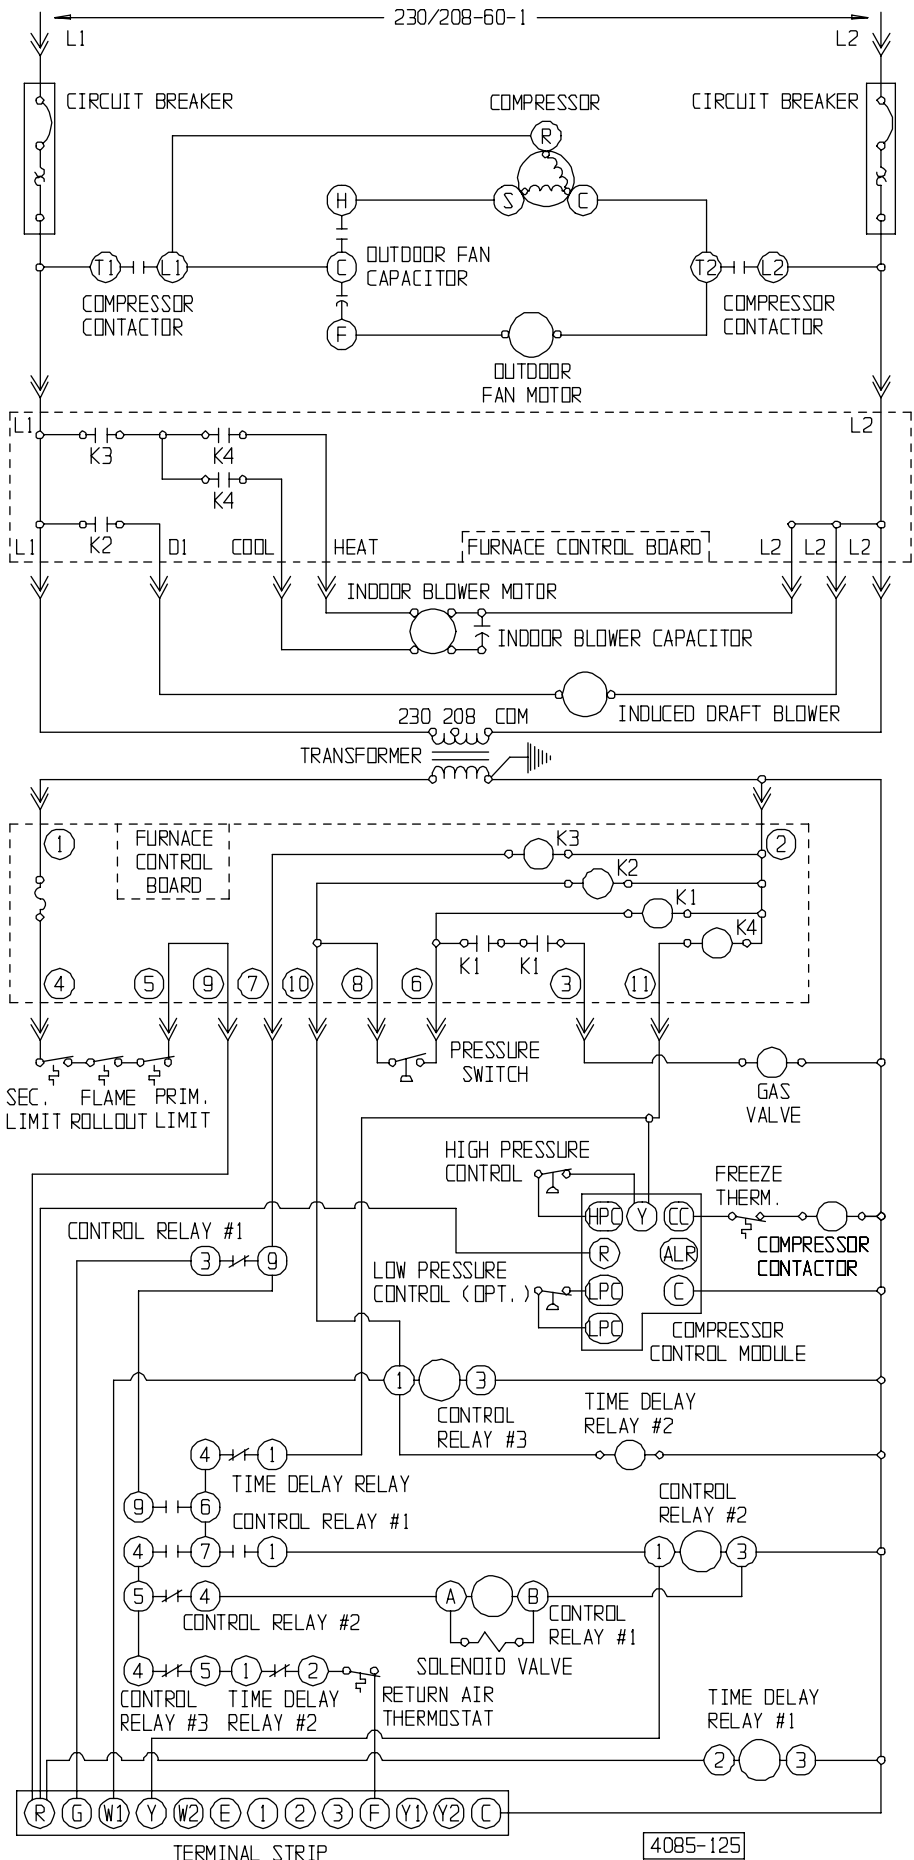 230/208-60-1
L1
L2
CIRCUIT BREAKER
COMPRESSOR
CIRCUIT BREAKER
R
H
S
C
T1
L1
C
OUTDOOR FAN
CAPACITOR
T2
L2
COMPRESSOR
CONTACTOR
COMPRESSOR
CONTACTOR
F
OUTDOOR
FAN MOTOR
L1
L2
K3
K4
K4
L1
K2
D1
COOL
HEAT
FURNACE CONTROL BOARD
L2
L2
L2
INDOOR BLOWER MOTOR
INDOOR BLOWER CAPACITOR
INDUCED DRAFT BLOWER
230 208 COM
TRANSFORMER
1
FURNACE
CONTROL
BOARD
K3
2
K2
K1
K4
K1
K1
4
5
9
7
10
8
6
3
11
PRESSURE
SWITCH
SEC.
LIMIT
FLAME
ROLLOUT
PRIM.
LIMIT
GAS
VALVE
HIGH PRESSURE
CONTROL
FREEZE
THERM.
HPC
Y
CC
CONTROL RELAY #1
3
9
R
ALR
COMPRESSOR
CONTACTOR
LOW PRESSURE
CONTROL (OPT.)
LPC
C
LPC
COMPRESSOR
CONTROL MODULE
1
3
CONTROL
RELAY #3
TIME DELAY
RELAY #2
4
1
TIME DELAY RELAY
9
6
CONTROL RELAY #1
CONTROL
RELAY #2
4
7
1
1
3
5
4
A
B
CONTROL RELAY #2
CONTROL
RELAY #1
SOLENOID VALVE
4
5
1
2
CONTROL
RELAY #3
TIME DELAY
RELAY #2
RETURN AIR
THERMOSTAT
TIME DELAY
RELAY #1
2
3
R
G
W1
Y
W2
E
1
2
3
F
Y1
Y2
C
TERMINAL STRIP
4085-125